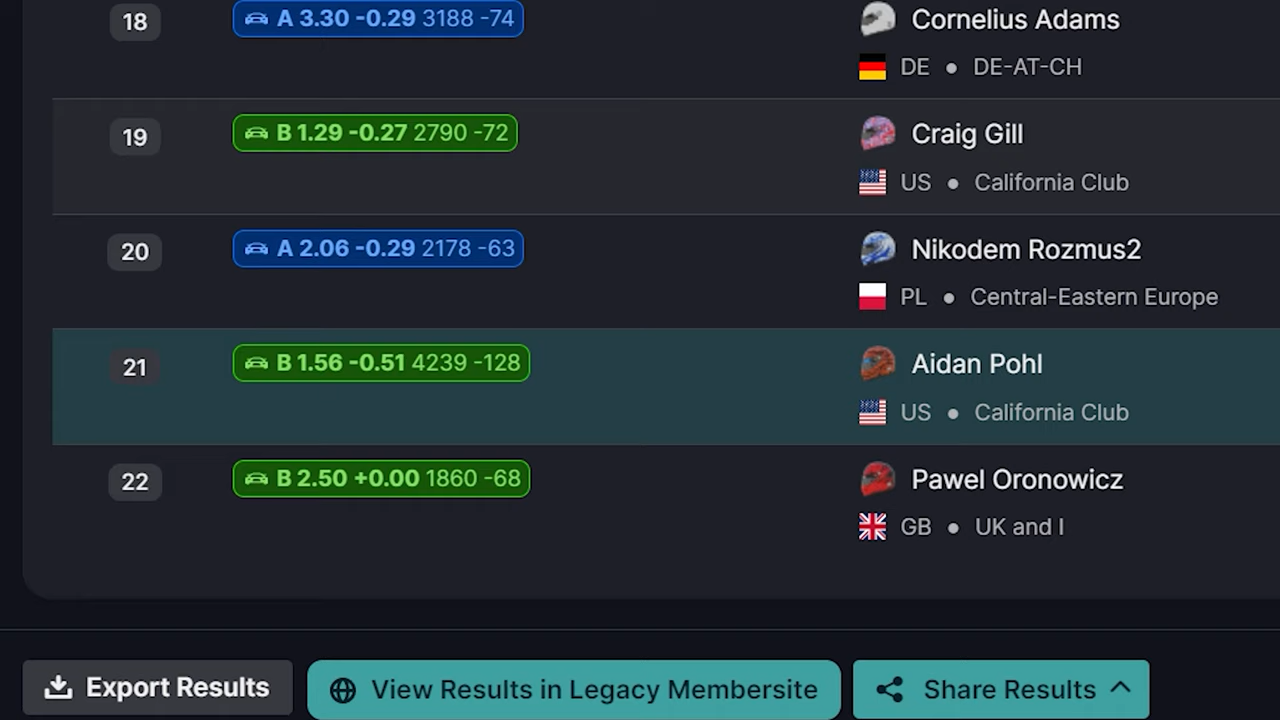 18 A 3.30 -0.29 3188 -74 Cornelius Adams
DE • DE-AT-CH
19 B 1.29 -0.27 2790 -72 Craig Gill
US • California Club
20 A 2.06 -0.29 2178 -63 Nikodem Rozmus2
PL • Central-Eastern Europe
21 B 1.56 -0.51 4239 -128 Aidan Pohl
US • California Club
22 B 2.50 +0.00 1860 -68 Pawel Oronowicz
GB • UK and I
Export Results View Results in Legacy Membersite Share Results